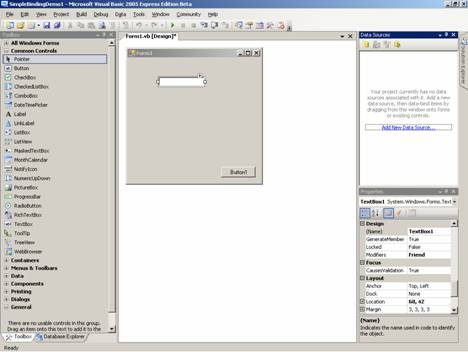 SimpleBindingDemo1 - Microsoft Visual Basic 2005 Express Edition Beta
File Edit View Project Build Debug Data Tools Window Community Help
Toolbox
All Windows Forms
Common Controls
Pointer
Button
CheckBox
CheckedListBox
ComboBox
DateTimePicker
Label
LinkLabel
ListBox
ListView
MaskedTextBox
MonthCalendar
NotifyIcon
NumericUpDown
PictureBox
ProgressBar
RadioButton
RichTextBox
TextBox
ToolTip
TreeView
WebBrowser
Containers
Menus & Toolbars
Data
Components
Printing
Dialogs
General
There are no usable controls in this group.
Drag an item onto this text to add it to the
Toolbox Database Explorer
Ready
Form1.vb [Design]*
Form1
Button1
Data Sources
Your project currently has no data
sources associated with it. Add a new
data source, then data-bind items by
dragging from this window onto Forms
or existing controls.
Add New Data Source...
Solution Explorer
Properties
TextBox1 System.Windows.Forms.Text
Design
(Name) TextBox1
GenerateMember True
Locked False
Modifiers Friend
Focus
CausesValidation True
Layout
Anchor Top, Left
Dock None
Location 68, 42
Margin 3, 3, 3, 3
(Name)
Indicates the name used in code to identify
the object.